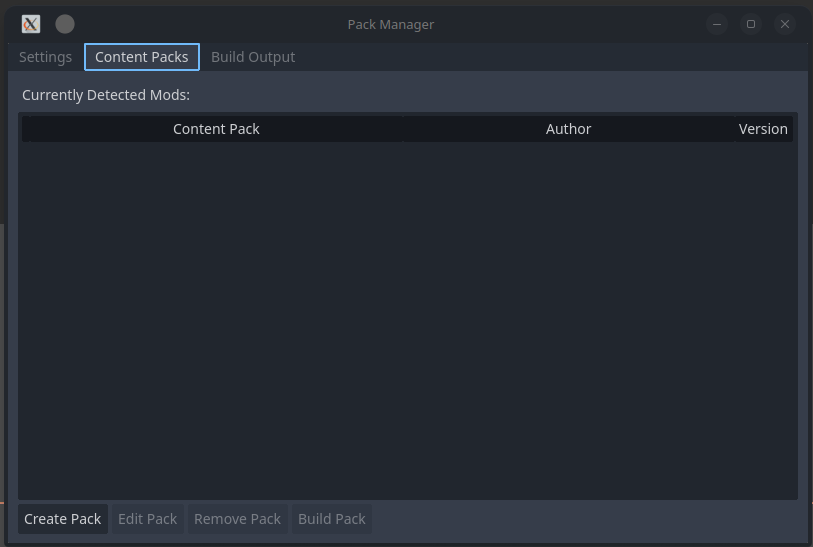 Pack Manager
Settings Content Packs Build Output
Currently Detected Mods:
Content Pack Author Version
Create Pack Edit Pack Remove Pack Build Pack